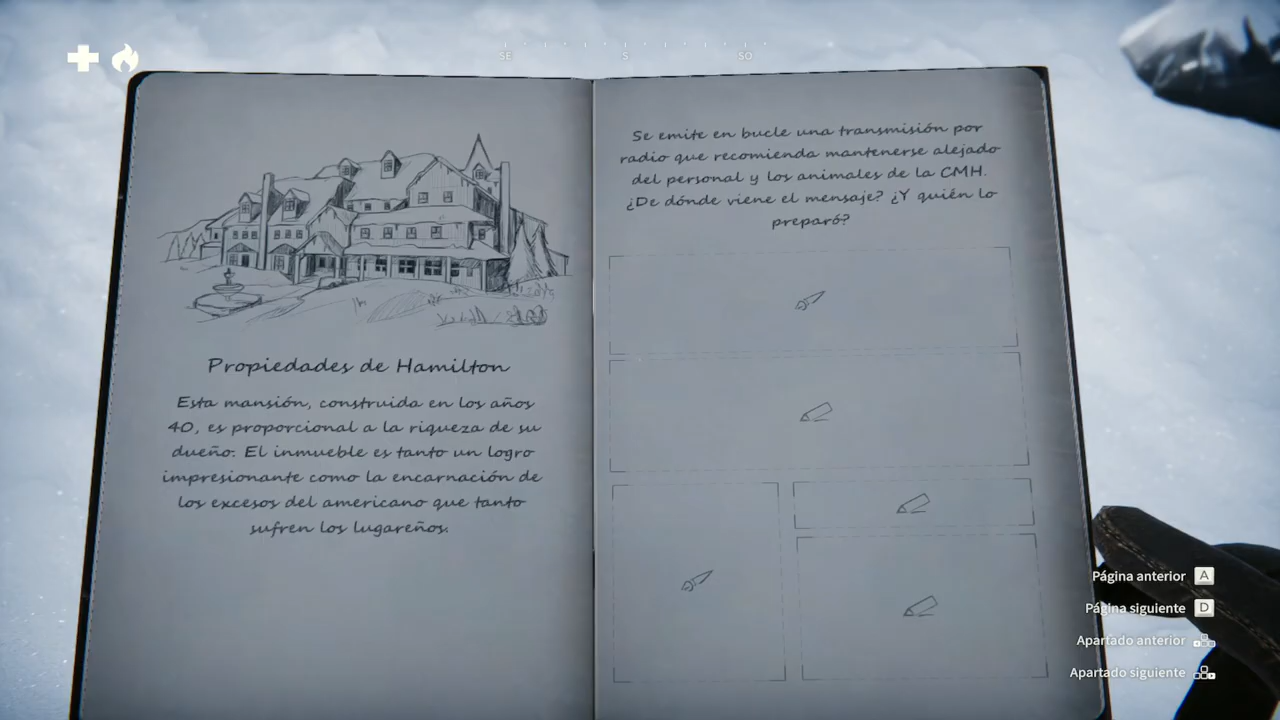 SE S SO
Propiedades de Hamilton
Esta mansión, construida en los años
40, es proporcional a la riqueza de su
dueño. El inmueble es tanto un logro
impresionante como la encarnación de
los excesos del americano que tanto
sufren los lugareños.
Se emite en bucle una transmisión por
radio que recomienda mantenerse alejado
del personal y los animales de la CMH.
¿De dónde viene el mensaje? ¿Y quién lo
preparó?
Página anterior A
Página siguiente D
Apartado anterior
Apartado siguiente